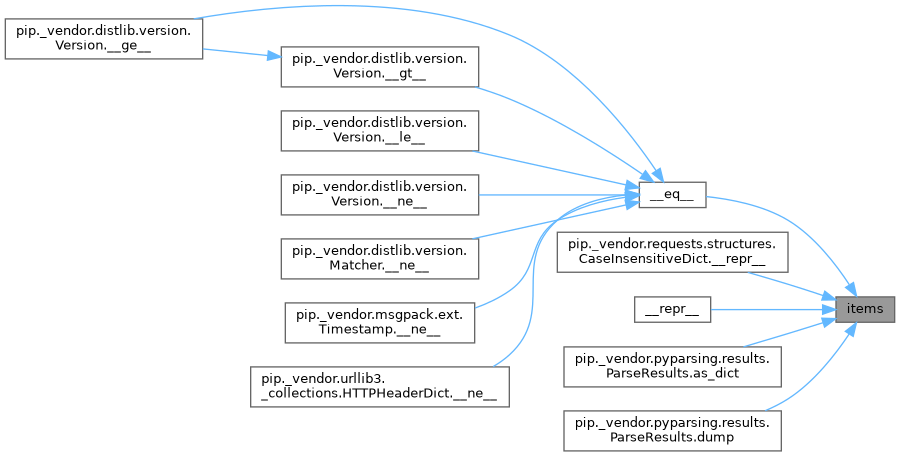 pip._vendor.distlib.version.
Version.__ge__
pip._vendor.distlib.version.
Version.__gt__
pip._vendor.distlib.version.
Version.__le__
pip._vendor.distlib.version.
Version.__ne__
__eq__
pip._vendor.distlib.version.
Matcher.__ne__
pip._vendor.requests.structures.
CaseInsensitiveDict.__repr__
pip._vendor.msgpack.ext.
Timestamp.__ne__
__repr__
items
pip._vendor.urllib3.
_collections.HTTPHeaderDict.__ne__
pip._vendor.pyparsing.results.
ParseResults.as_dict
pip._vendor.pyparsing.results.
ParseResults.dump